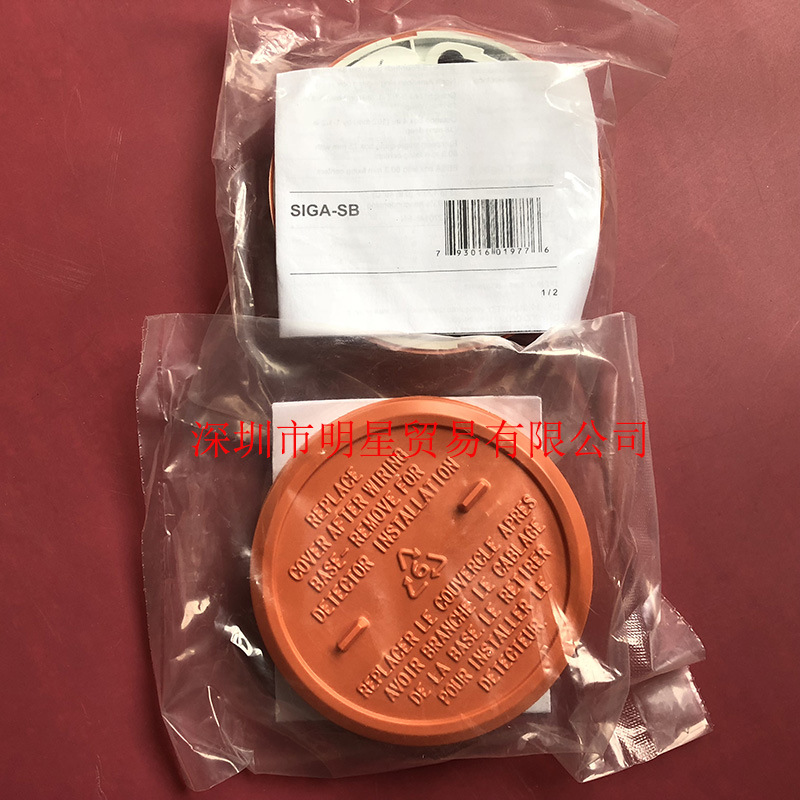 SIGA-SB
7 93016 01977 6
1 / 2
深圳市明星贸易有限公司
REPLACE
COVER AFTER WIRING
BASE- REMOVE FOR
DETECTOR INSTALLATION
6
REPLACER LE COUVERCLE APRES
AVOIR BRANCHE LE CABLAGE
DE LA BASE. LE RETIRER
POUR INSTALLER LE
DETECTEUR